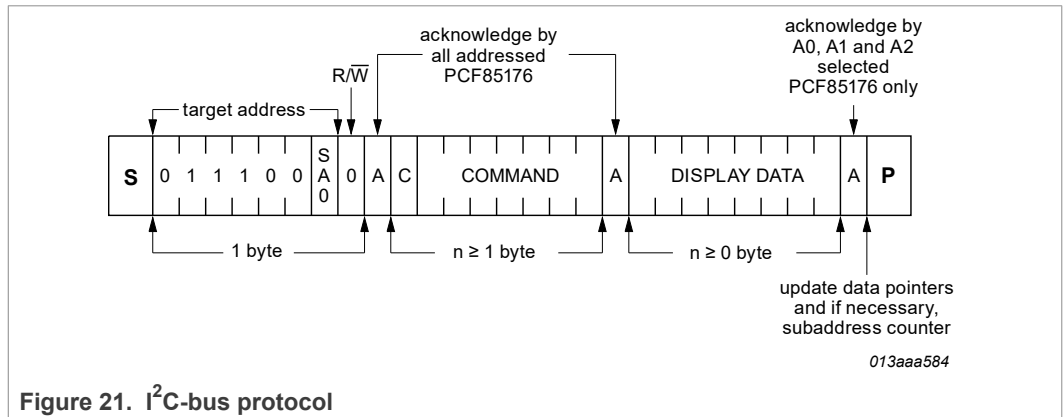 acknowledge by
all addressed
PCF85176
acknowledge by
A0, A1 and A2
selected
PCF85176 only
R/W̅
target address
S 0 1 1 1 0 0 SA0 0 A C COMMAND A DISPLAY DATA A P
1 byte
n ≥ 1 byte
n ≥ 0 byte
update data pointers
and if necessary,
subaddress counter
013aaa584
Figure 21. I²C-bus protocol